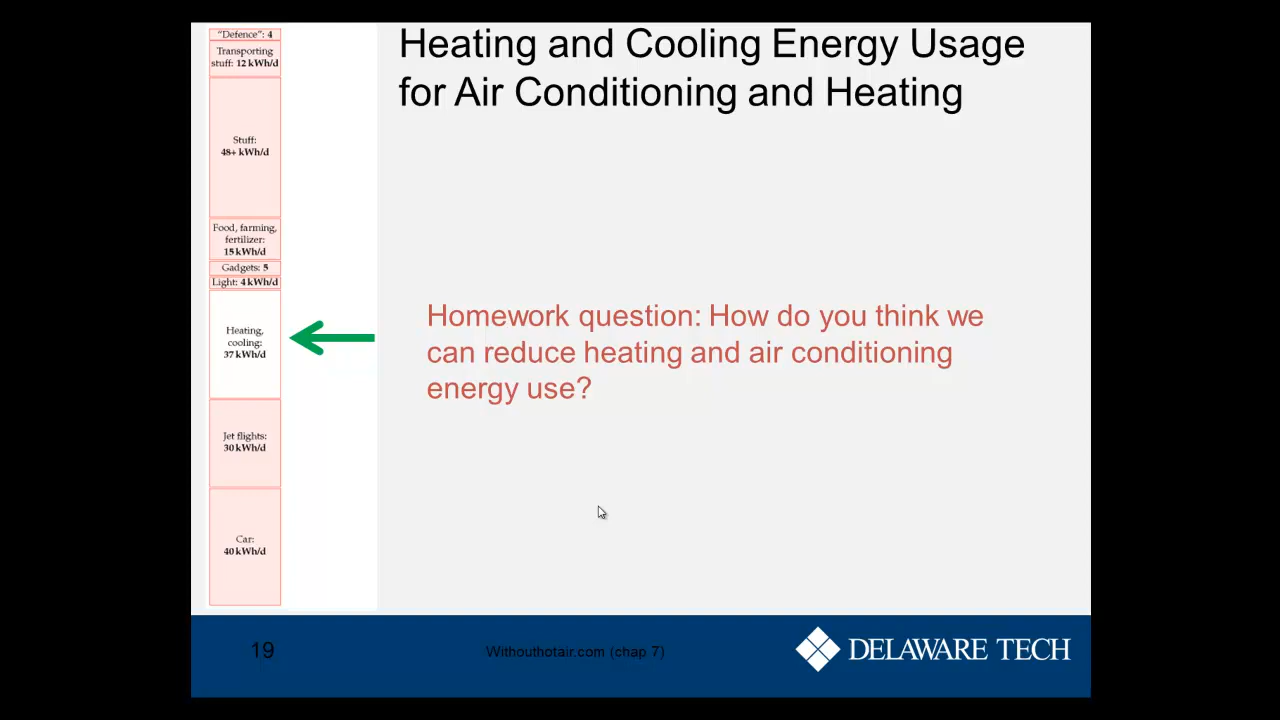 "Defence": 4
Transporting
stuff: 12 kWh/d
Stuff:
48+ kWh/d
Food, farming,
fertilizer:
15 kWh/d
Gadgets: 5
Light: 4 kWh/d
Heating,
cooling:
37 kWh/d
Jet flights:
30 kWh/d
Car:
40 kWh/d
Heating and Cooling Energy Usage
for Air Conditioning and Heating
Homework question: How do you think we
can reduce heating and air conditioning
energy use?
19
Withouthotair.com (chap 7)
DELAWARE TECH